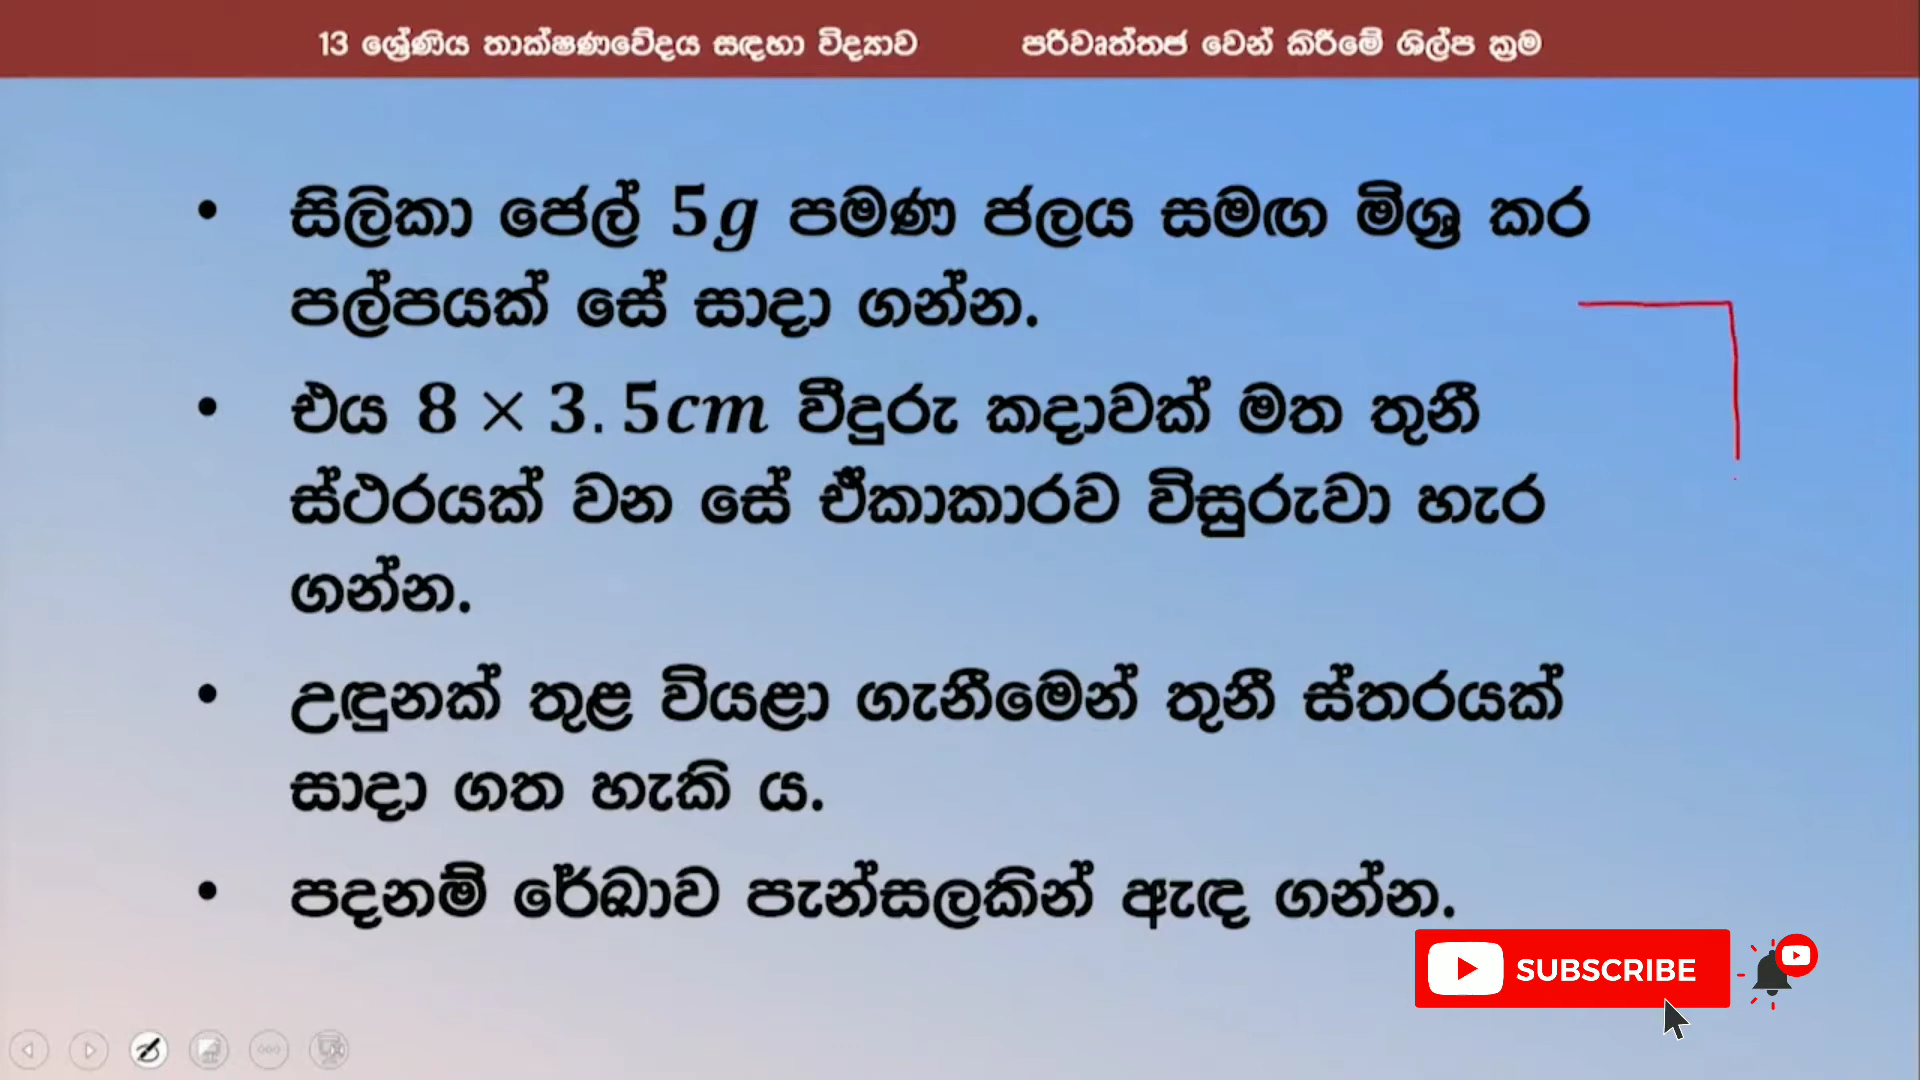 13 ශ්‍රේණිය තාක්ෂණවේදය සඳහා විද්‍යාව	පරිවෘත්තජ වෙන් කිරීමේ ශිල්ප ක්‍රම
• සිලිකා ජෙල් 5g පමණ ජලය සමඟ මිශ්‍ර කර
පල්පයක් සේ සාදා ගන්න.
• එය 8 × 3.5cm වීදුරු කදාවක් මත තුනී
ස්ථරයක් වන සේ ඒකාකාරව විසුරුවා හැර
ගන්න.
• උඳුනක් තුළ වියළා ගැනීමෙන් තුනී ස්තරයක්
සාදා ගත හැකි ය.
• පදනම් රේඛාව පැන්සලකින් ඇඳ ගන්න.
SUBSCRIBE